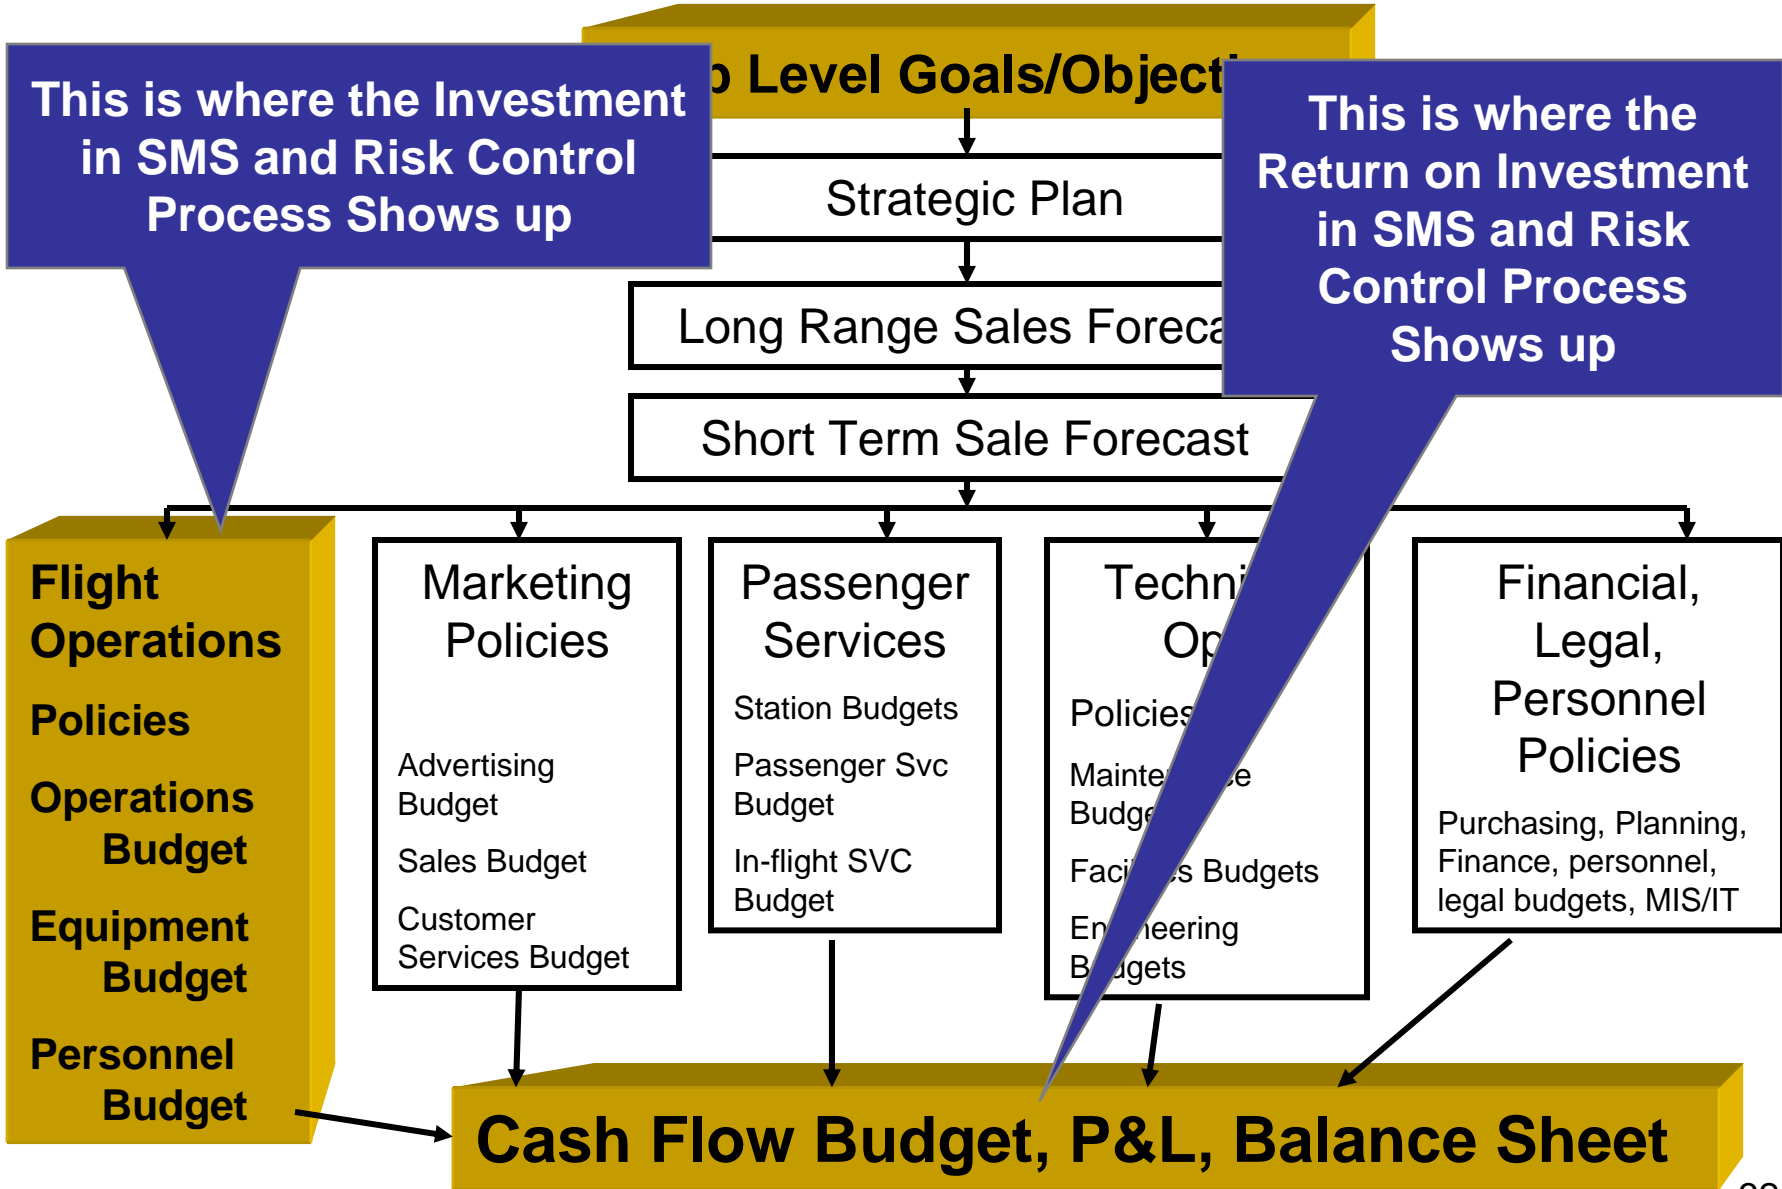 Level Goals/
This is where the Investment
in SMS and Risk Control
Process Shows up
This is where the
Return on Investment
in SMS and Risk
Control Process
Shows up
Strategic Plan
Long Range Sales
Short Term Sale Forecast
Flight
Operations
Policies
Operations
Budget
Equipment
Budget
Personnel
Budget
Marketing
Policies
Advertising
Budget
Sales Budget
Customer
Services Budget
Passenger
Services
Station Budgets
Passenger Svc
Budget
In-flight SVC
Budget
Policies
Budgets
Financial,
Legal,
Personnel
Policies
Purchasing, Planning,
Finance, personnel,
legal budgets, MIS/IT
Cash Flow Budget, P&L, Balance Sheet